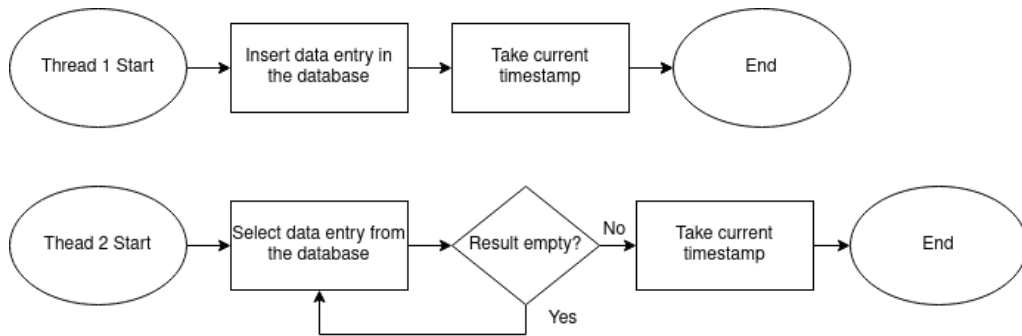 Thread 1 Start
Insert data entry in
the database
Take current
timestamp
End
Thead 2 Start
Select data entry from
the database
Result empty?
No
Take current
timestamp
End
Yes